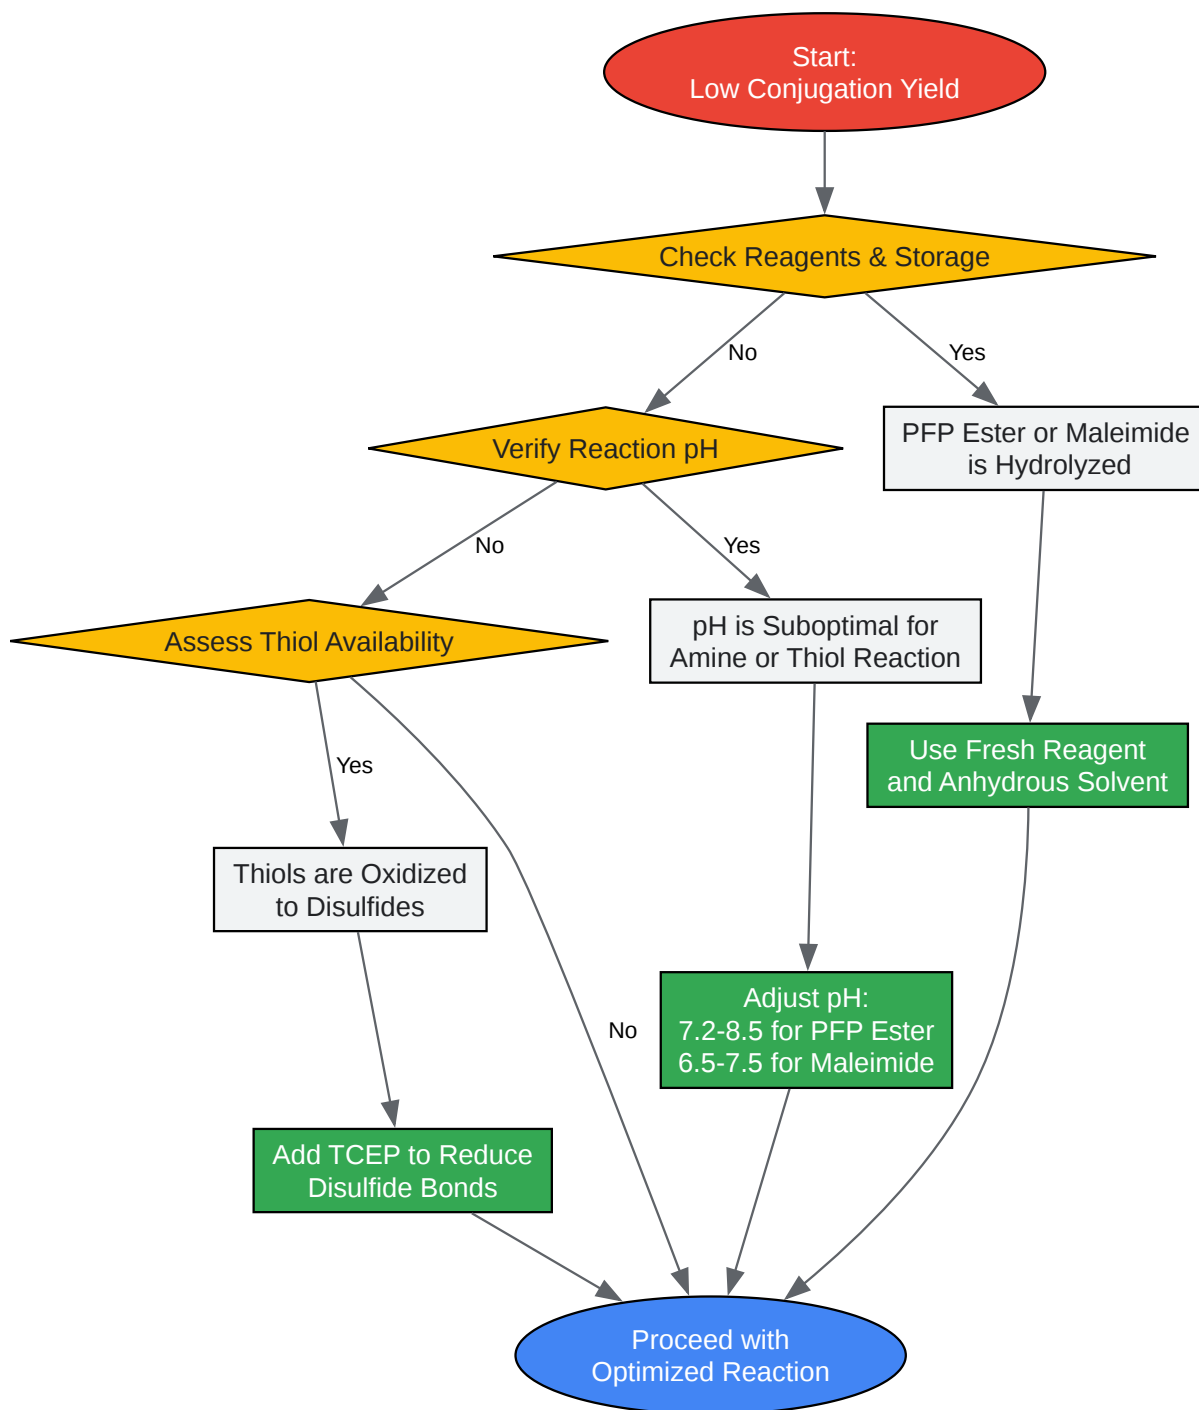 Start:
Low Conjugation Yield
Check Reagents & Storage
No
Yes
Verify Reaction pH
PFP Ester or Maleimide
is Hydrolyzed
No
Yes
Assess Thiol Availability
pH is Suboptimal for
Amine or Thiol Reaction
Use Fresh Reagent
and Anhydrous Solvent
Yes
Thiols are Oxidized
to Disulfides
No
Adjust pH:
7.2-8.5 for PFP Ester
6.5-7.5 for Maleimide
Add TCEP to Reduce
Disulfide Bonds
Proceed with
Optimized Reaction